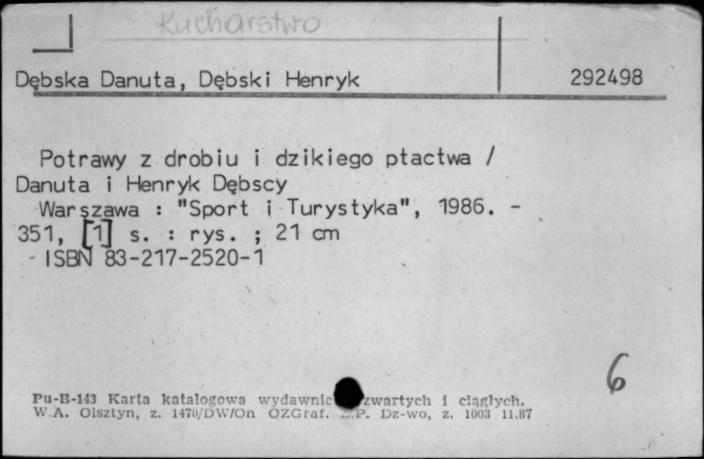 Kucharstwo
Dębska Danuta, Dębski Henryk 292498
Potrawy z drobiu i dzikiego ptactwa /
Danuta i Henryk Dębscy
Warszawa : "Sport i Turystyka", 1986. -
351, [1] s. : rys. ; 21 cm
- ISBN 83-217-2520-1
6
Pu-B-143 Karta katalogowa wydawnic zwartych i ciągłych.
W.A. Olsztyn, z. 1470/DW/On OZGraf. Z.P. Dz-wo, z. 1003 11.87